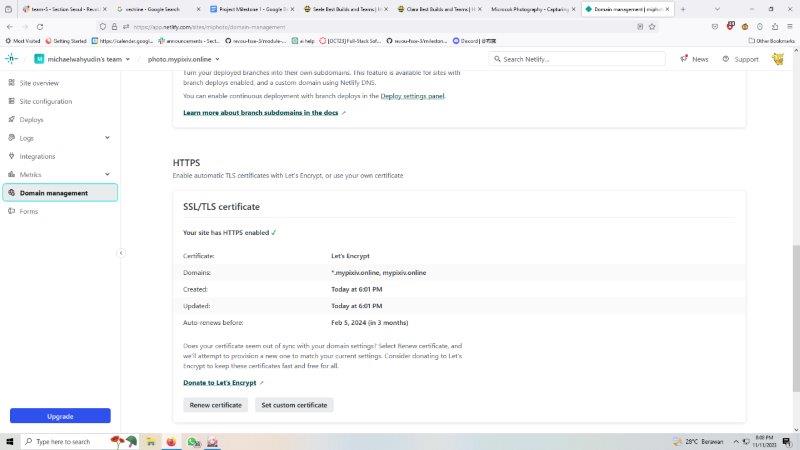 team-5 - Section Seoul - RevoU
vechine - Google Search
Project Milestone 1 - Google D
Seele Best Builds and Teams | H
Clara Best Builds and Teams | H
Microcuk Photography - Capturing
Domain management | miphoto
https://app.netlify.com/sites/miphoto/domain-management
Most Visited
Getting Started
https://calender.googl...
announcements - Sect...
revou-fsse-3/module-...
ai help
[OCT23] Full-Stack Sof...
revou-fsse-3/mileston...
Discord
Other Bookmarks
M
michaelwahyudin's team
photo.mypixiv.online
Search Netlify...
News
Support
Site overview
Site configuration
Deploys
Logs
Integrations
Metrics
Domain management
Forms
Upgrade
Turn your deployed branches into their own subdomains. This feature is available for sites with
branch deploys enabled, and a custom domain using Netlify DNS.
You can enable continuous deployment with branch deploys in the Deploy settings panel.
Learn more about branch subdomains in the docs
HTTPS
Enable automatic TLS certificates with Let's Encrypt, or use your own certificate
SSL/TLS certificate
Your site has HTTPS enabled ✓
Certificate: Let's Encrypt
Domains: *.mypixiv.online, mypixiv.online
Created: Today at 6:01 PM
Updated: Today at 6:01 PM
Auto-renews before: Feb 5, 2024 (in 3 months)
Does your certificate seem out of sync with your domain settings? Select Renew certificate, and
we'll attempt to provision a new one to match your current settings. Consider donating to Let's
Encrypt to keep these certificates fast and free for all.
Donate to Let's Encrypt
Renew certificate
Set custom certificate
Type here to search
28°C Berawan
8:03 PM
11/11/2023